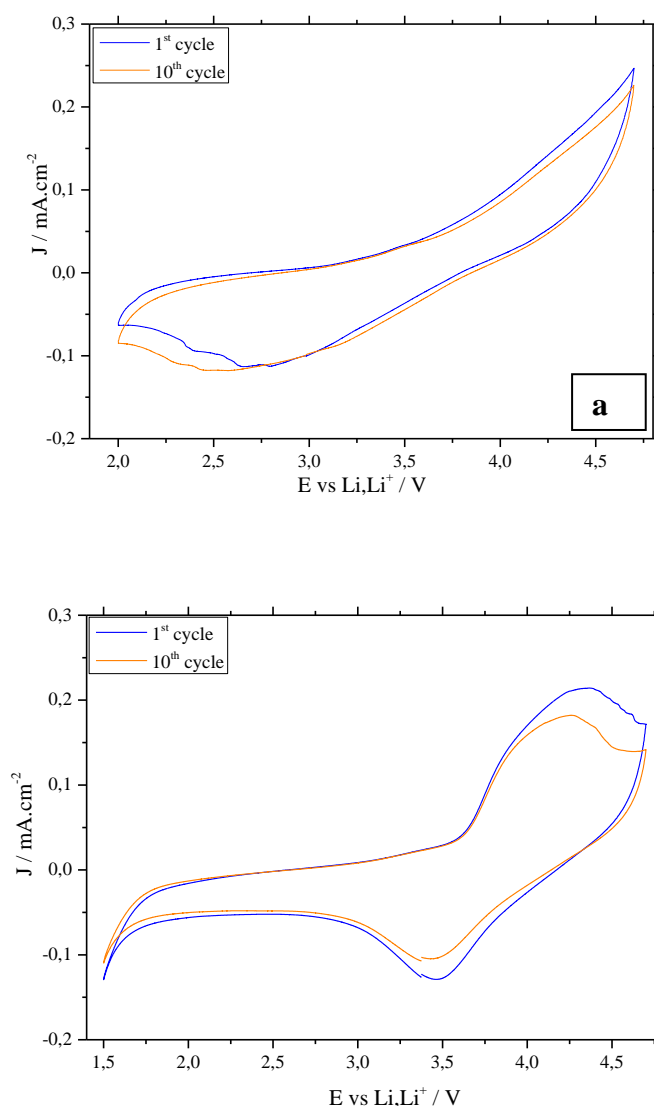 1st cycle
10th cycle
0,3
0,2
0,1
0,0
-0,1
-0,2
J / mA.cm-2
a
2,0 2,5 3,0 3,5 4,0 4,5
E vs Li,Li+ / V
1st cycle
10th cycle
0,3
0,2
0,1
0,0
-0,1
-0,2
J / mA.cm-2
1,5 2,0 2,5 3,0 3,5 4,0 4,5
E vs Li,Li+ / V